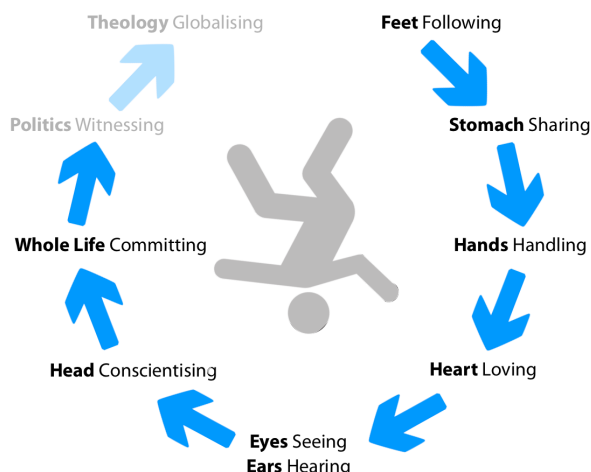 Theology Globalising
Feet Following
Politics Witnessing
Stomach Sharing
Whole Life Committing
Hands Handling
Head Conscientising
Heart Loving
Eyes Seeing
Ears Hearing